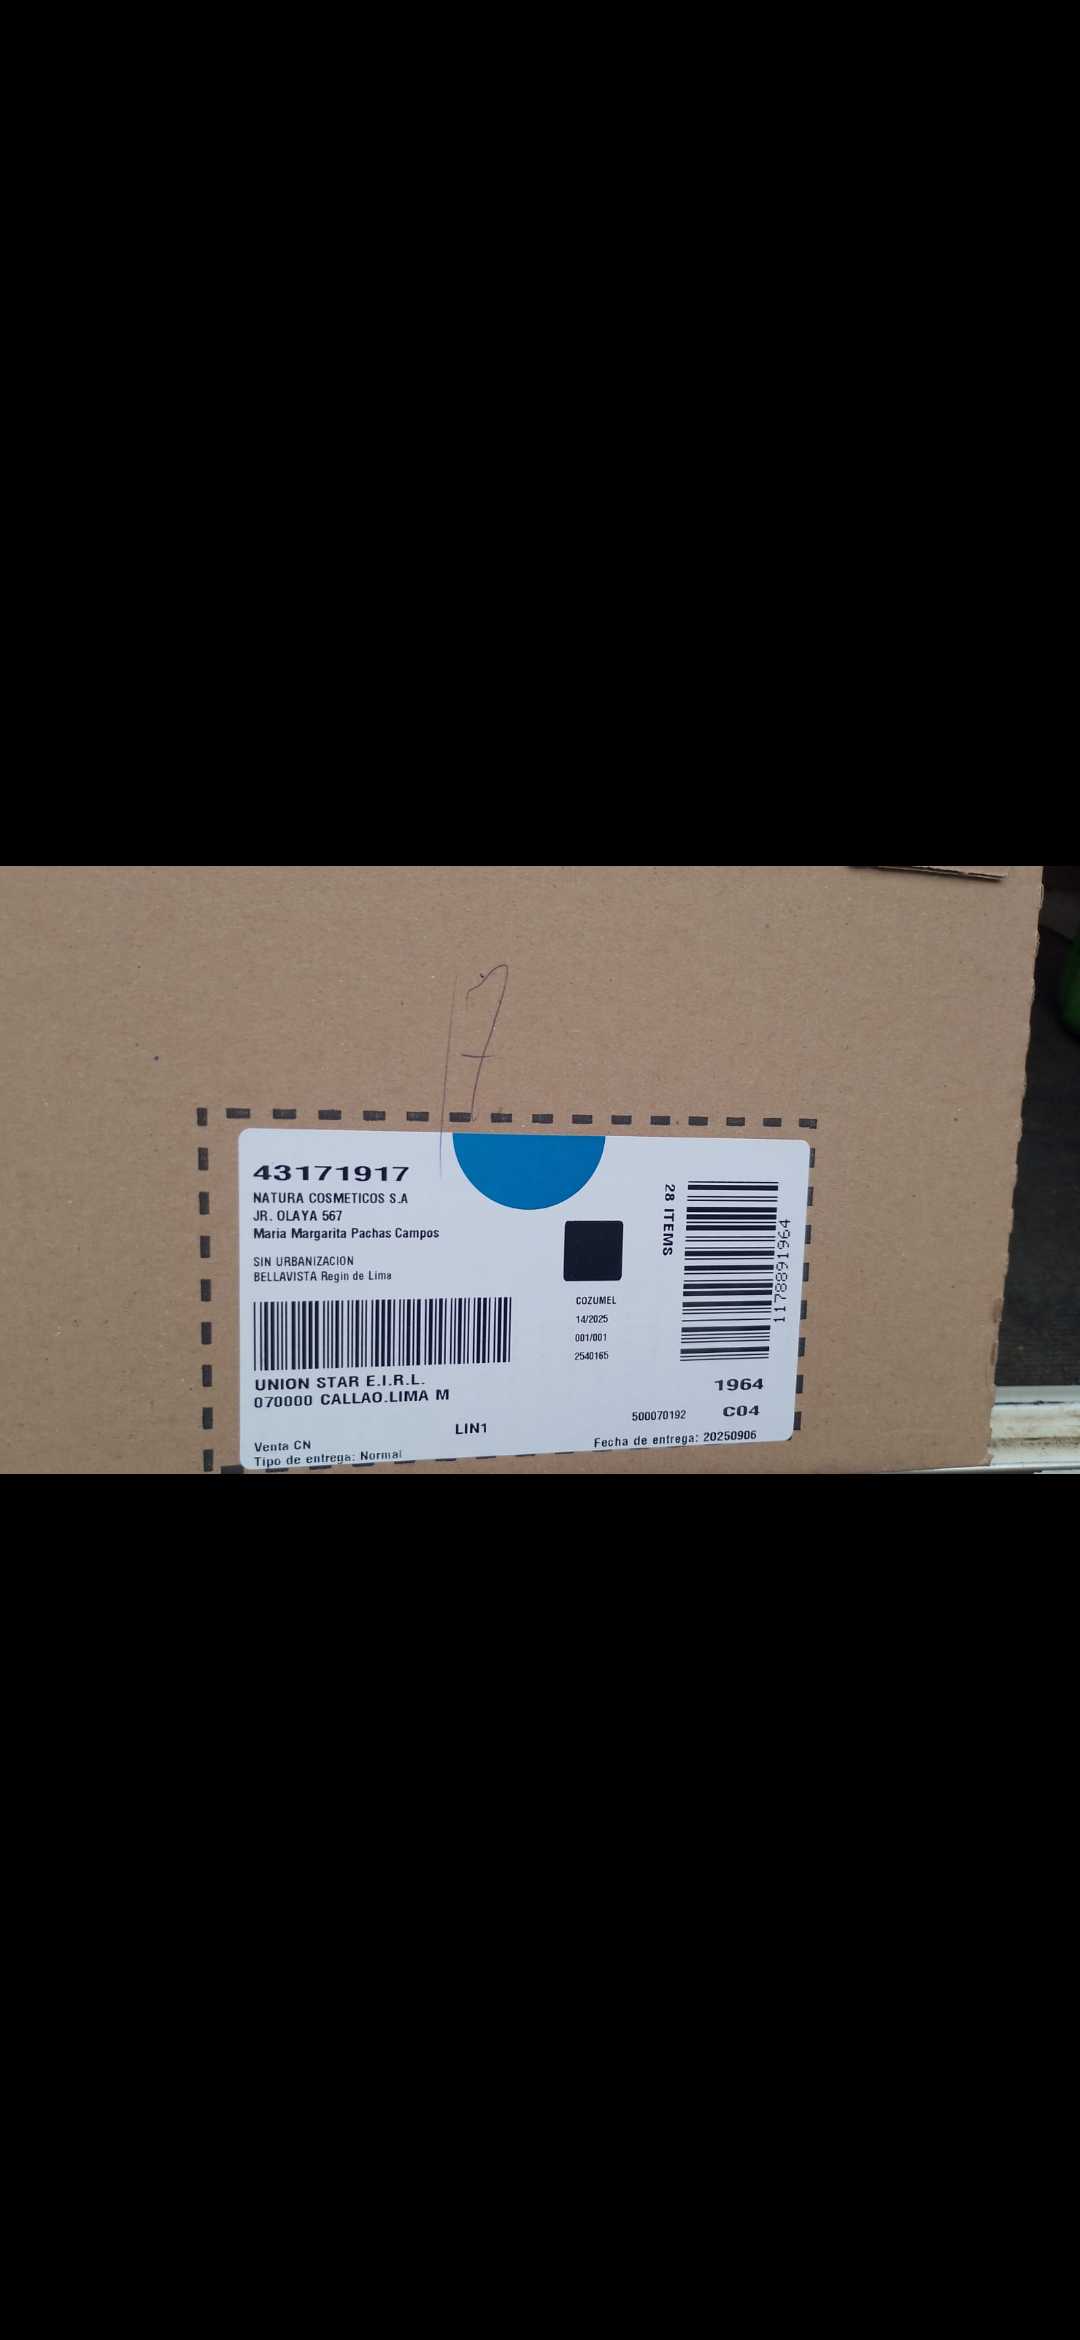 17
43171917
NATURA COSMETICOS S.A
JR. OLAYA 567
Maria Margarita Pachas Campos
SIN URBANIZACION
BELLAVISTA Regin de Lima
UNION STAR E.I.R.L.
070000 CALLAO.LIMA M
LIN1
Venta CN
Tipo de entrega: Normal
COZUMEL
14/2025
001/001
2540165
28 ITEMS
1178891964
1964
500070192 C04
Fecha de entrega: 20250906